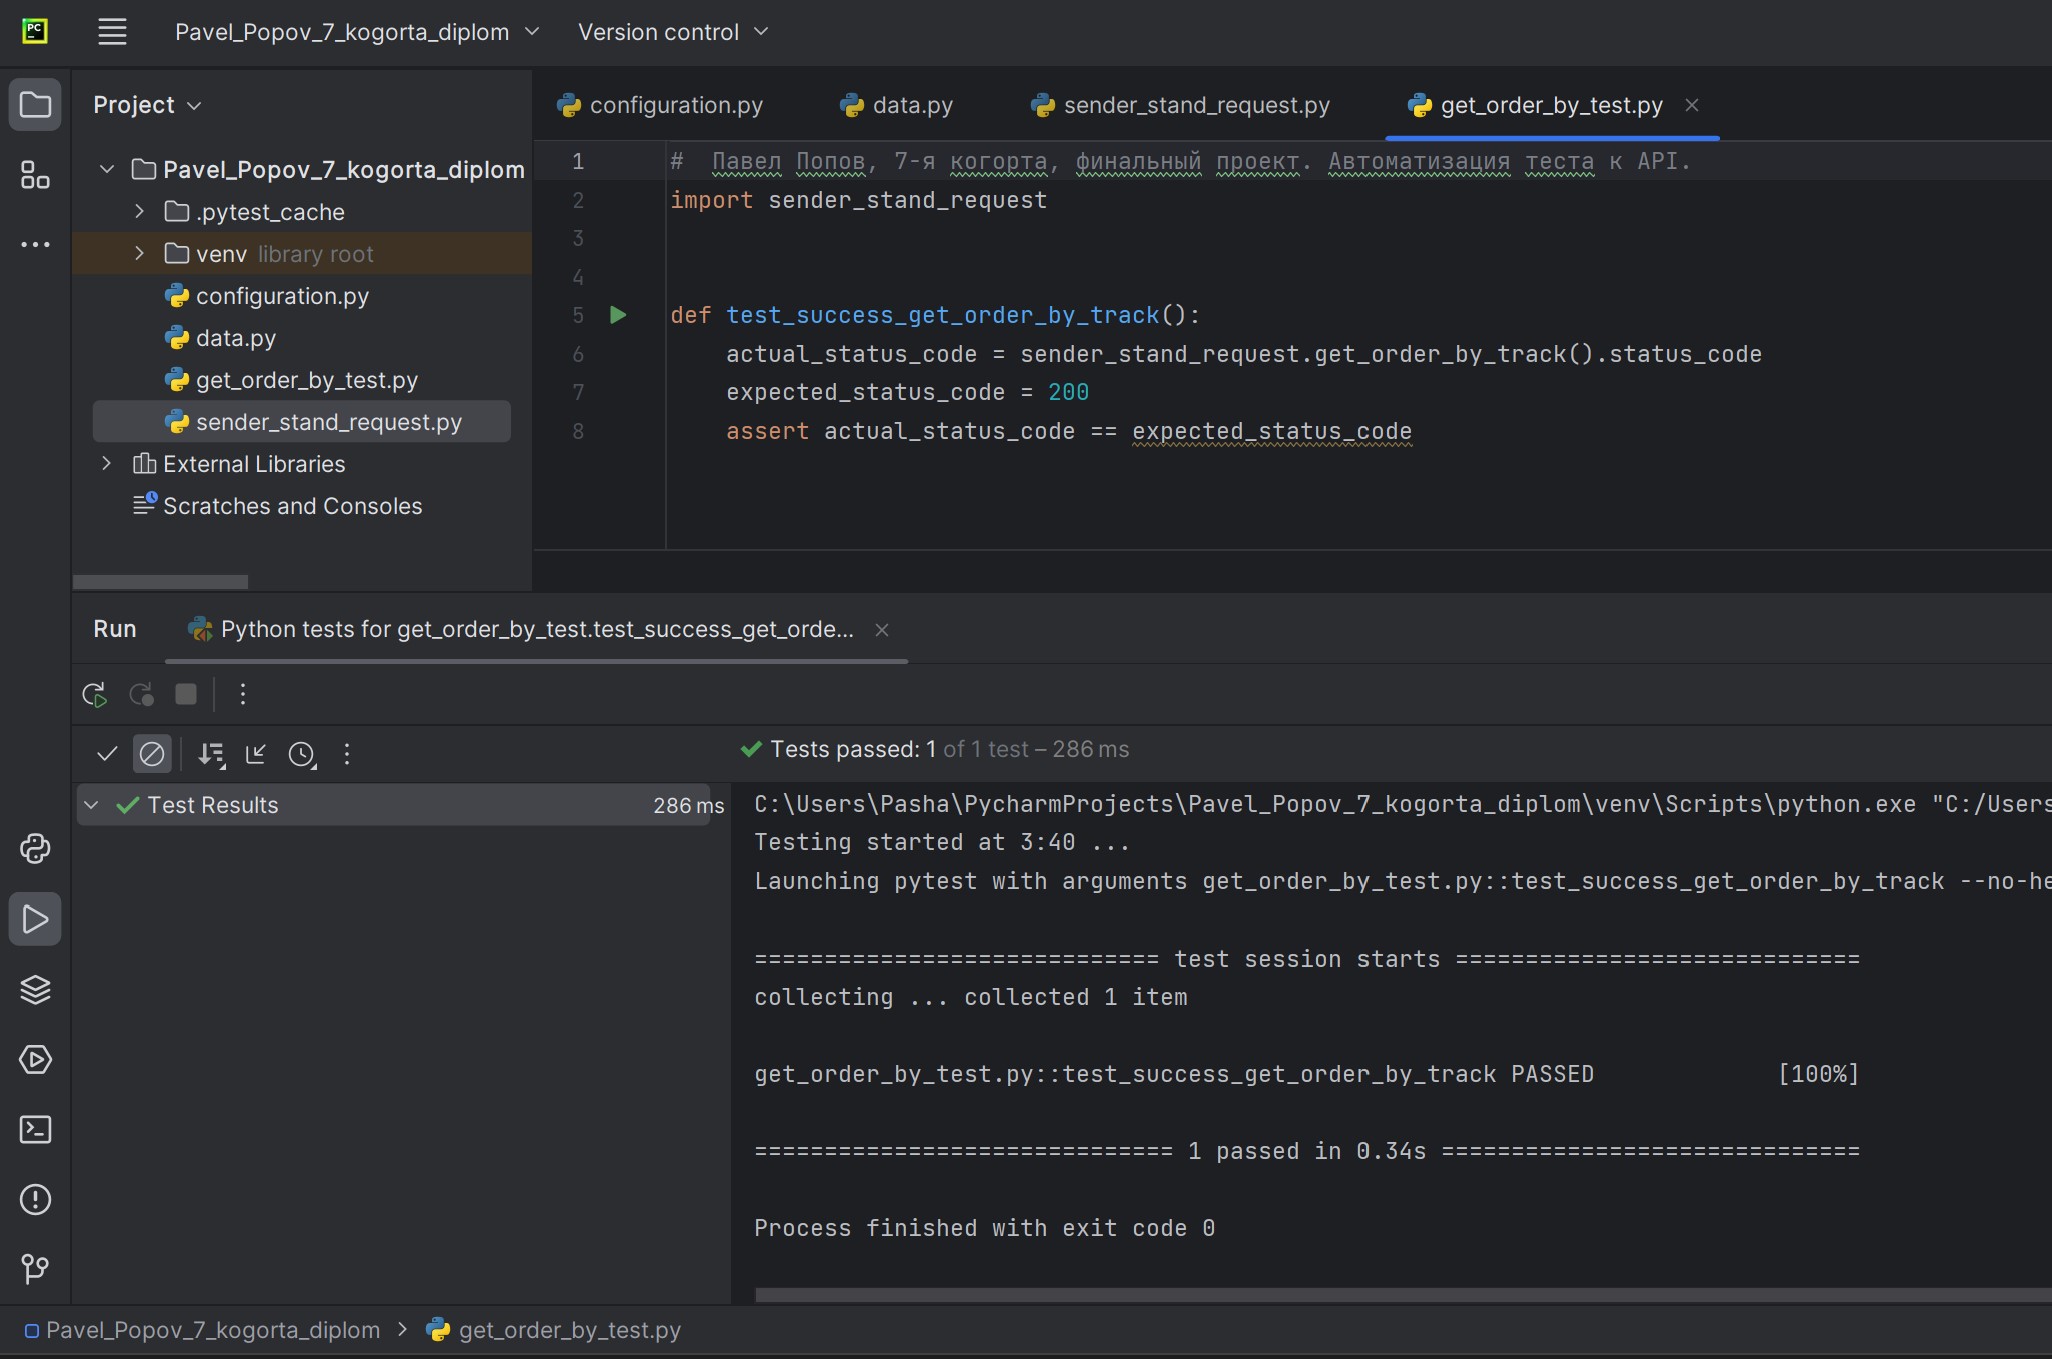 PC
Pavel_Popov_7_kogorta_diplom
Version control
Project
configuration.py
data.py
sender_stand_request.py
get_order_by_test.py
Pavel_Popov_7_kogorta_diplom
.pytest_cache
venv library root
configuration.py
data.py
get_order_by_test.py
sender_stand_request.py
External Libraries
Scratches and Consoles
1 #  Павел Попов, 7-я когорта, финальный проект. Автоматизация теста к API.
2 import sender_stand_request
3
4
5 def test_success_get_order_by_track():
6     actual_status_code = sender_stand_request.get_order_by_track().status_code
7     expected_status_code = 200
8     assert actual_status_code == expected_status_code
Run
Python tests for get_order_by_test.test_success_get_orde...
Tests passed: 1 of 1 test – 286 ms
Test Results 286 ms
C:\Users\Pasha\PycharmProjects\Pavel_Popov_7_kogorta_diplom\venv\Scripts\python.exe "C:/Users
Testing started at 3:40 ...
Launching pytest with arguments get_order_by_test.py::test_success_get_order_by_track --no-he
============================= test session starts =============================
collecting ... collected 1 item
get_order_by_test.py::test_success_get_order_by_track PASSED             [100%]
============================== 1 passed in 0.34s ==============================
Process finished with exit code 0
Pavel_Popov_7_kogorta_diplom > get_order_by_test.py